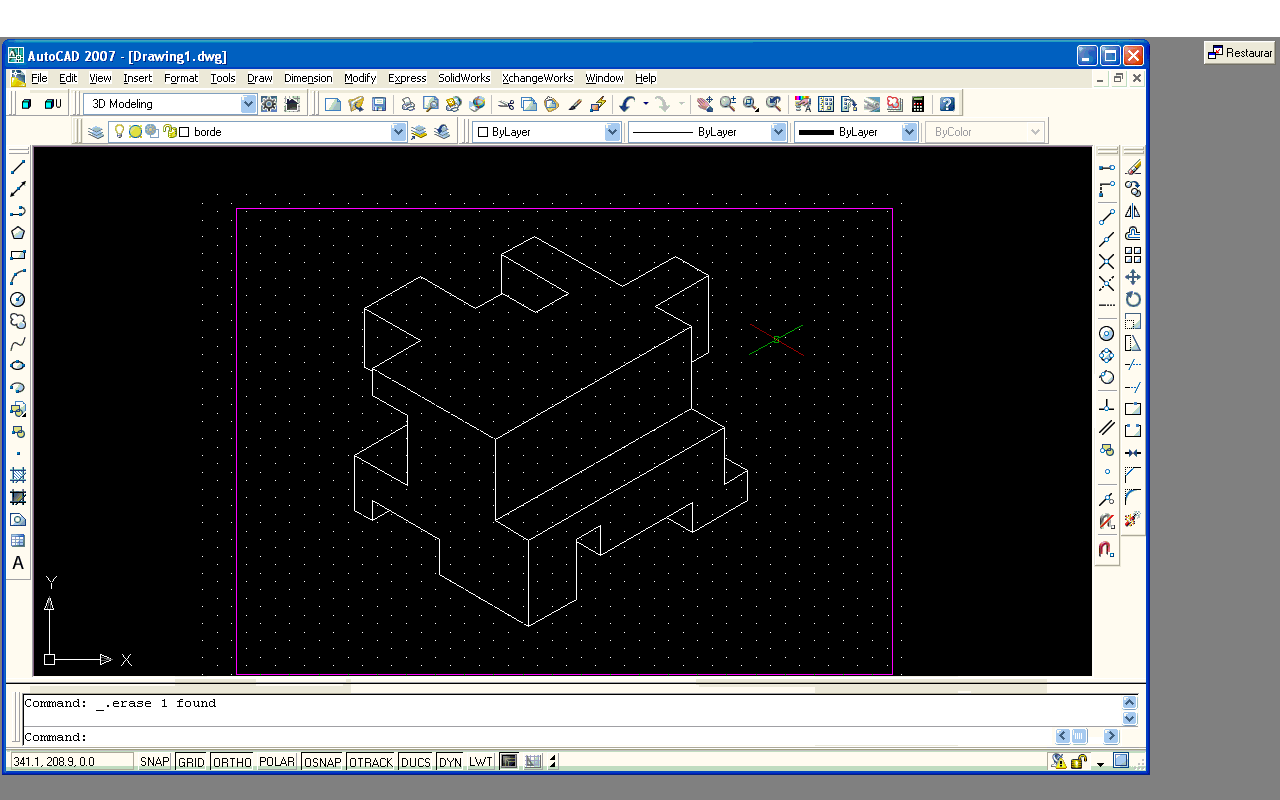 AutoCAD 2007 - [Drawing1.dwg]
Restaurar
File Edit View Insert Format Tools Draw Dimension Modify Express SolidWorks XchangeWorks Window Help
U 3D Modeling
borde ByLayer ByLayer ByLayer ByColor
A
Y
X
Command: _.erase 1 found
Command:
341.1, 208.9, 0.0 SNAP GRID ORTHO POLAR OSNAP OTRACK DUCS DYN LWT